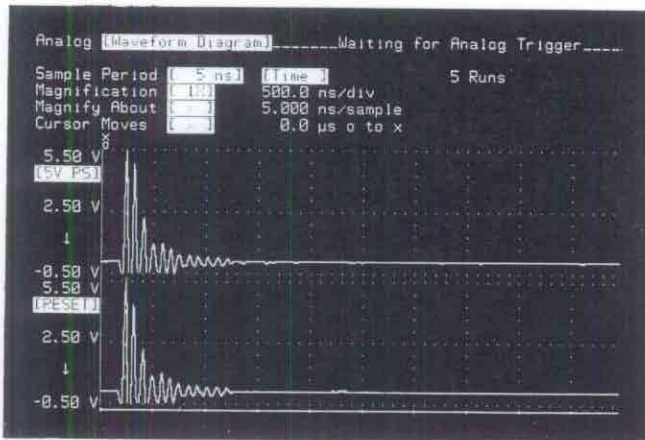 Analog [Waveform Diagram]______Waiting for Analog Trigger____
Sample Period [ 5 ns] [Time ] 5 Runs
Magnification [ 1X] 500.0 ns/div
Magnify About [ x ] 5.000 ns/sample
Cursor Moves [ x ] 0.0 µs o to x
x
o
5.50 V
[5V PS]
2.50 V
↓
-0.50 V
5.50 V
[RESET]
2.50 V
↓
-0.50 V